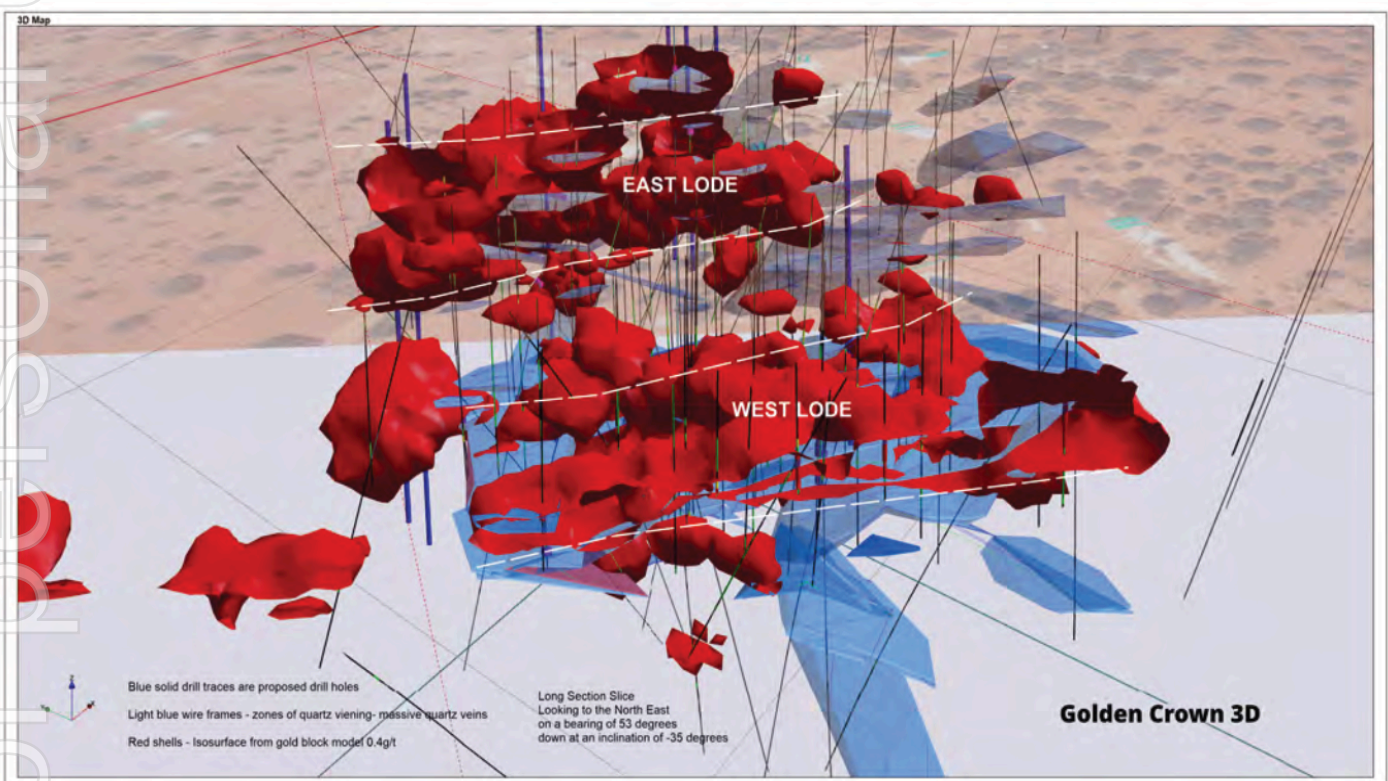 3D Map
EAST LODE
WEST LODE
Blue solid drill traces are proposed drill holes
Light blue wire frames - zones of quartz viening- massive quartz veins
Red shells - Isosurface from gold block model 0.4g/t
Long Section Slice
Looking to the North East
on a bearing of 53 degrees
down at an inclination of -35 degrees
Golden Crown 3D